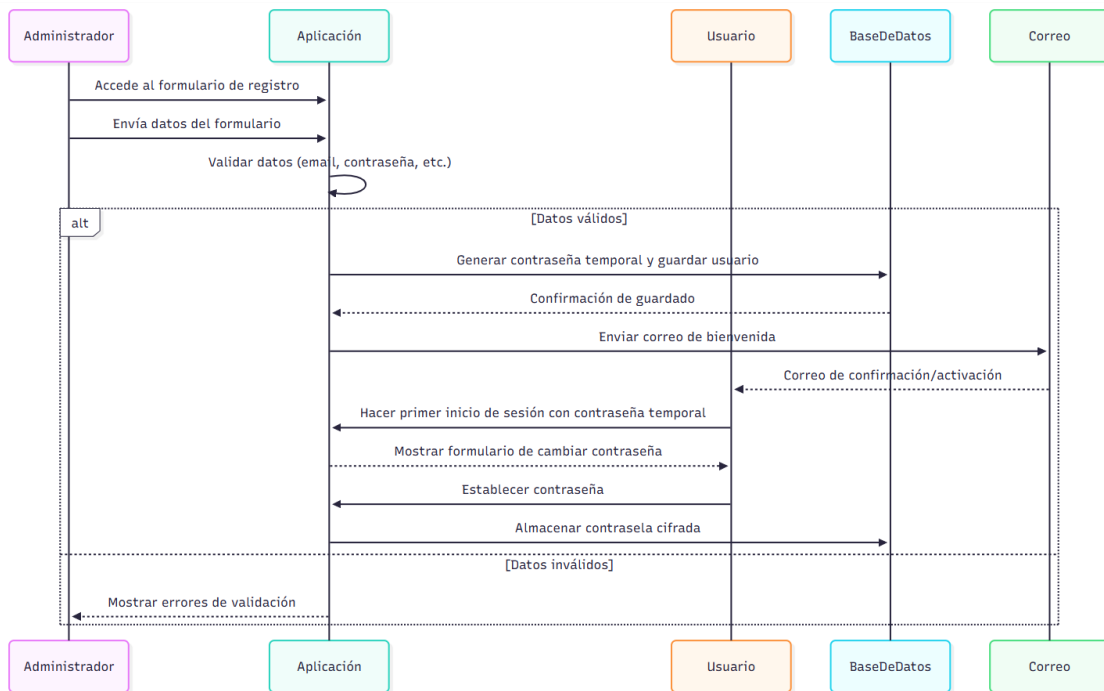 Administrador
Aplicación
Usuario
BaseDeDatos
Correo
Accede al formulario de registro
Envía datos del formulario
Validar datos (email, contraseña, etc.)
alt
[Datos válidos]
Generar contraseña temporal y guardar usuario
Confirmación de guardado
Enviar correo de bienvenida
Correo de confirmación/activación
Hacer primer inicio de sesión con contraseña temporal
Mostrar formulario de cambiar contraseña
Establecer contraseña
Almacenar contrasela cifrada
[Datos inválidos]
Mostrar errores de validación
Administrador
Aplicación
Usuario
BaseDeDatos
Correo